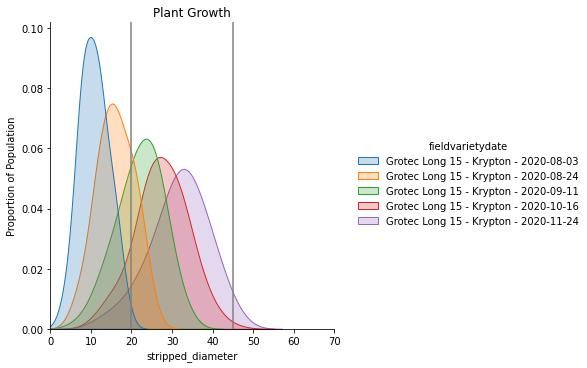 Plant Growth
0.10
0.08
0.06
0.04
0.02
0.00
Proportion of Population
0 10 20 30 40 50 60 70
stripped_diameter
fieldvarietydate
Grotec Long 15 - Krypton - 2020-08-03
Grotec Long 15 - Krypton - 2020-08-24
Grotec Long 15 - Krypton - 2020-09-11
Grotec Long 15 - Krypton - 2020-10-16
Grotec Long 15 - Krypton - 2020-11-24